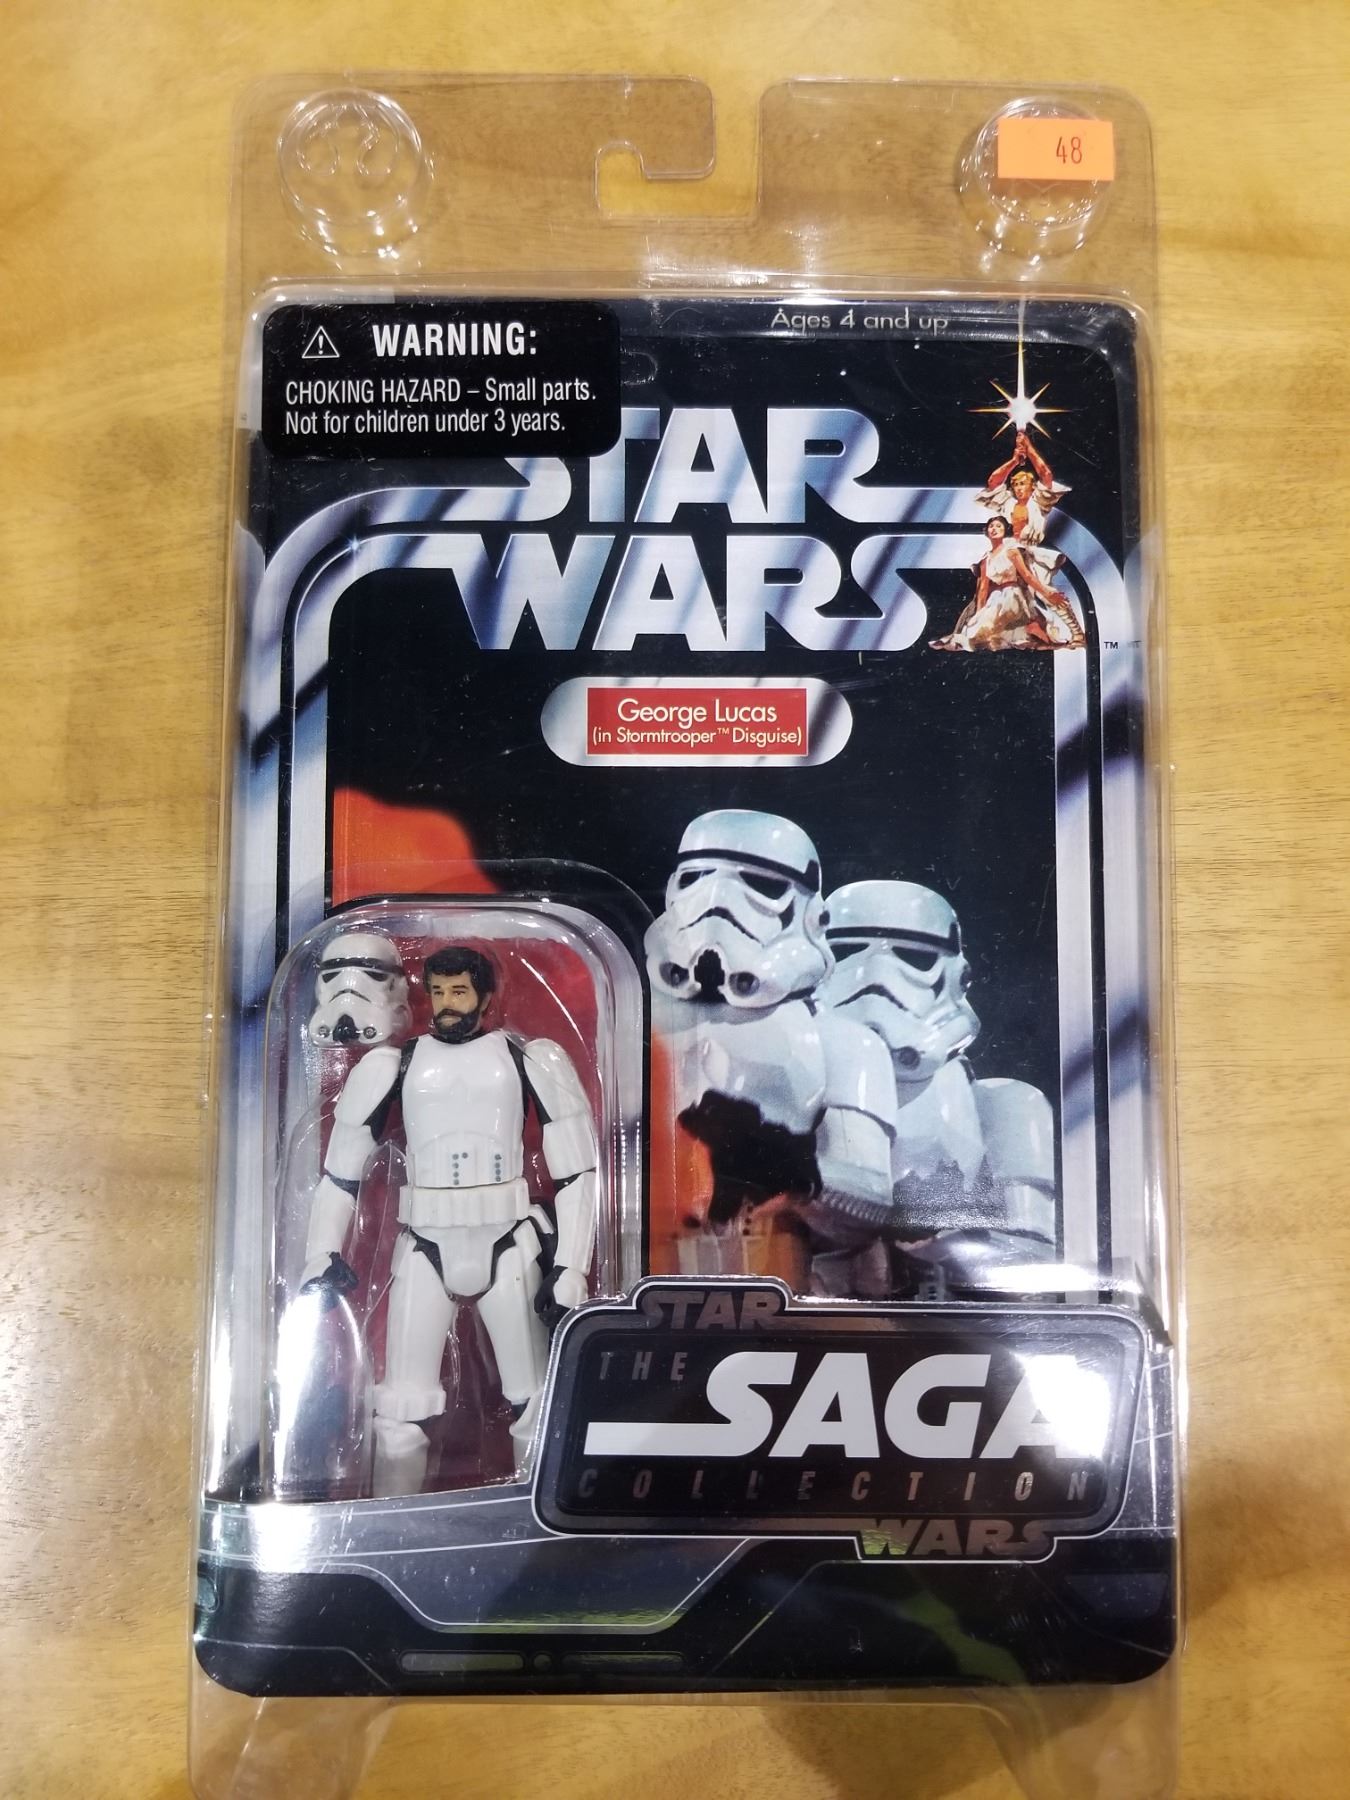 48
Ages 4 and up
WARNING:
CHOKING HAZARD – Small parts.
Not for children under 3 years.
STAR
WARS
TM
George Lucas
(in Stormtrooper™ Disguise)
STAR
THE
SAGA
COLLECTION
WARS